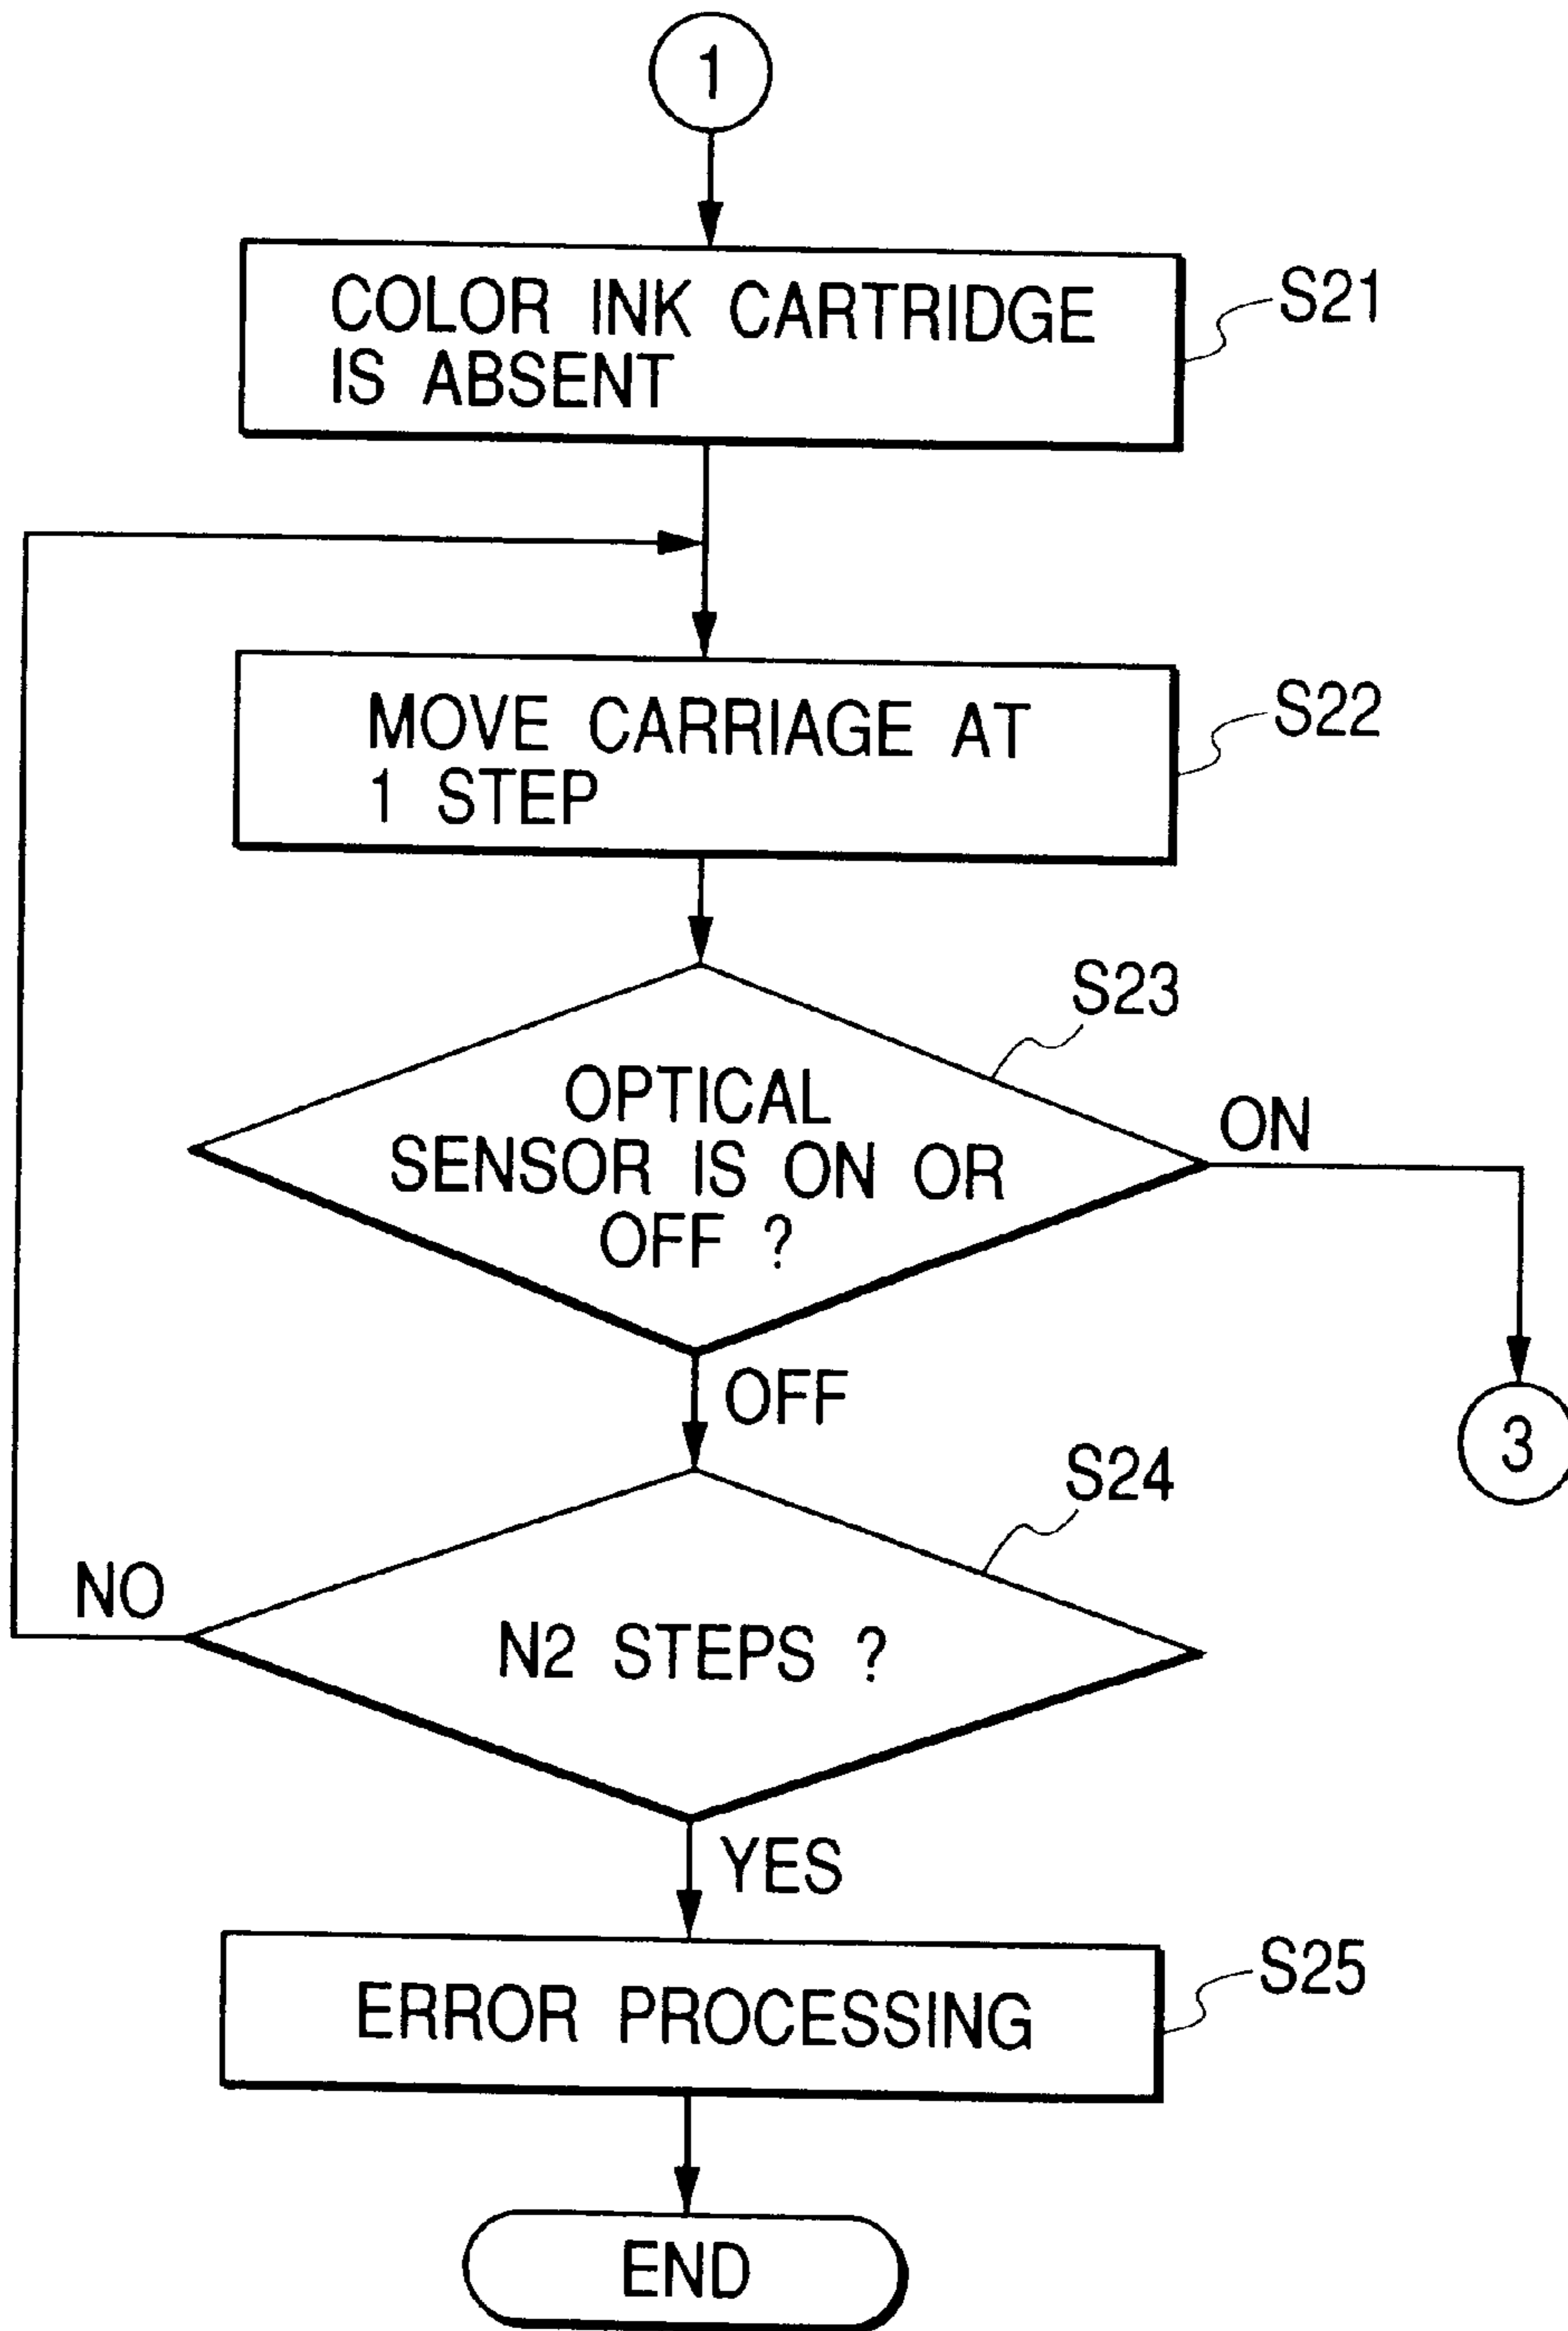 1
COLOR INK CARTRIDGE
IS ABSENT
S21
MOVE CARRIAGE AT
1 STEP
S22
S23
OPTICAL
SENSOR IS ON OR
OFF ?
ON
OFF
3
S24
NO
N2 STEPS ?
YES
ERROR PROCESSING
S25
END